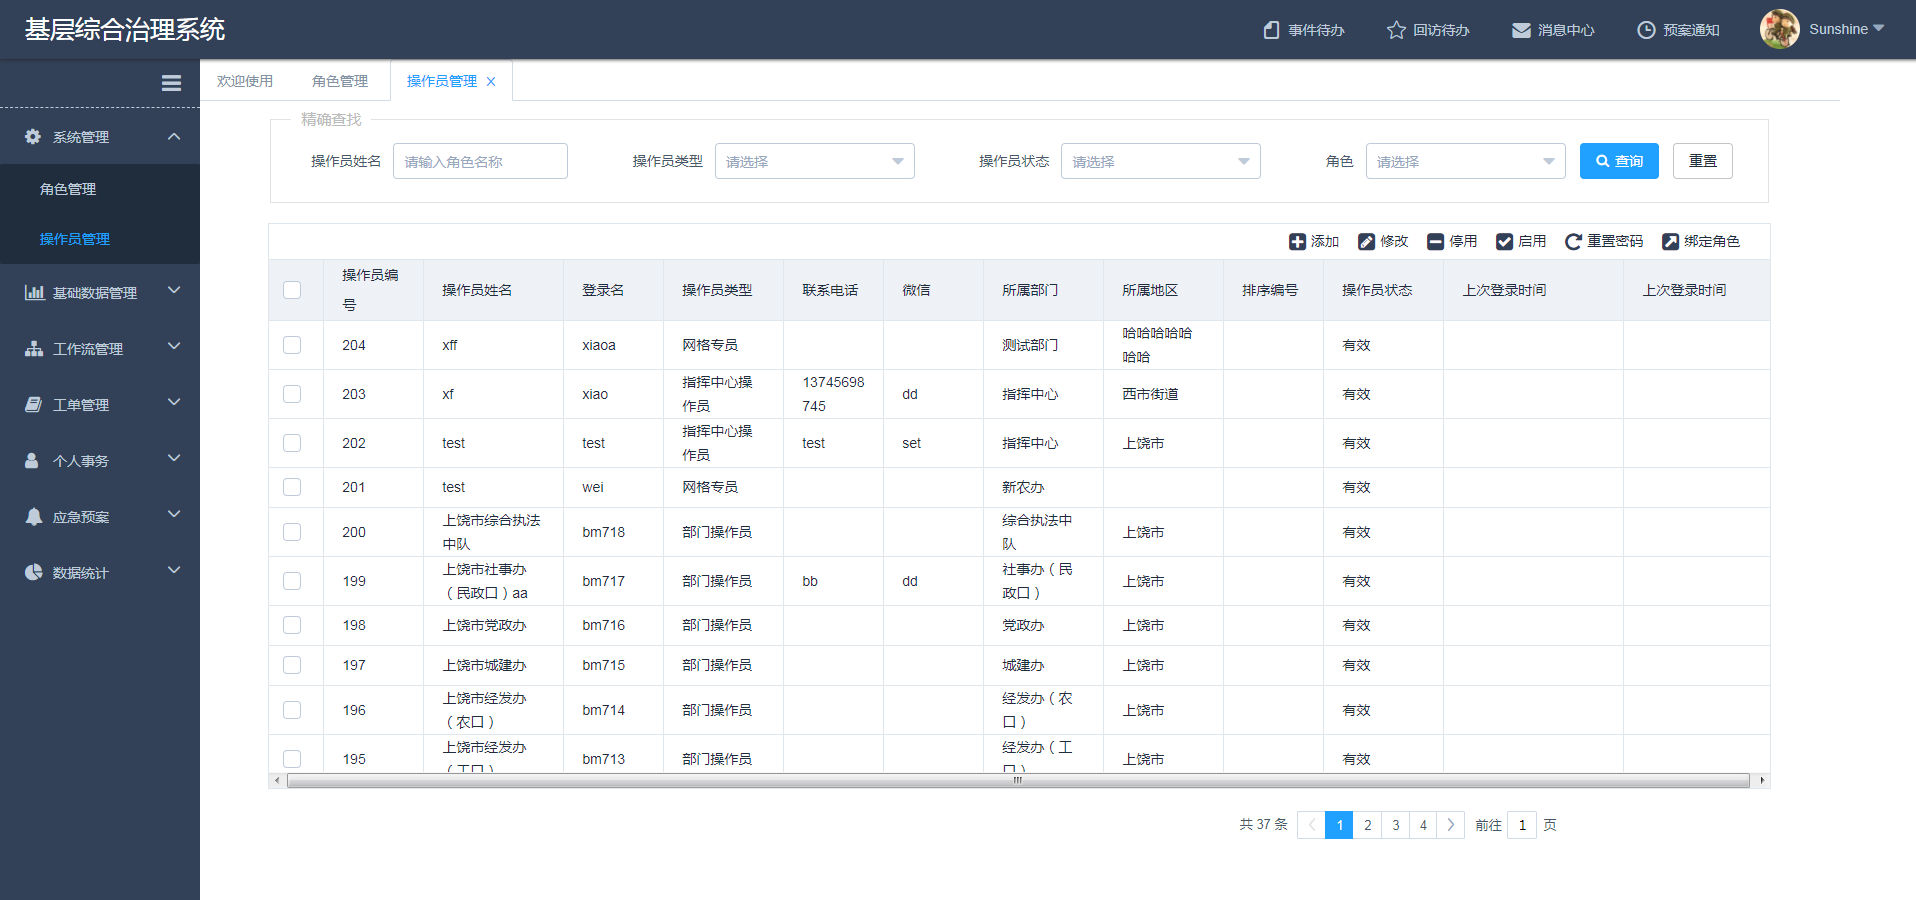 基层综合治理系统
事件待办 回访待办 消息中心 预案通知 Sunshine
欢迎使用 角色管理 操作员管理 ×
系统管理
角色管理
操作员管理
基础数据管理
工作流管理
工单管理
个人事务
应急预案
数据统计
精确查找
操作员姓名 请输入角色名称 操作员类型 请选择 操作员状态 请选择 角色 请选择 查询 重置
添加 修改 停用 启用 重置密码 绑定角色
操作员编
号 操作员姓名 登录名 操作员类型 联系电话 微信 所属部门 所属地区 排序编号 操作员状态 上次登录时间 上次登录时间
204 xff xiaoa 网格专员 测试部门 哈哈哈哈哈
哈哈 有效
203 xf xiao 指挥中心操
作员 13745698
745 dd 指挥中心 西市街道 有效
202 test test 指挥中心操
作员 test set 指挥中心 上饶市 有效
201 test wei 网格专员 新农办 有效
200 上饶市综合执法
中队 bm718 部门操作员 综合执法中
队 上饶市 有效
199 上饶市社事办
（民政口）aa bm717 部门操作员 bb dd 社事办（民
政口） 上饶市 有效
198 上饶市党政办 bm716 部门操作员 党政办 上饶市 有效
197 上饶市城建办 bm715 部门操作员 城建办 上饶市 有效
196 上饶市经发办
（农口） bm714 部门操作员 经发办（农
口） 上饶市 有效
195 上饶市经发办
（工口） bm713 部门操作员 经发办（工
口） 上饶市 有效
共 37 条 1 2 3 4 前往 1 页